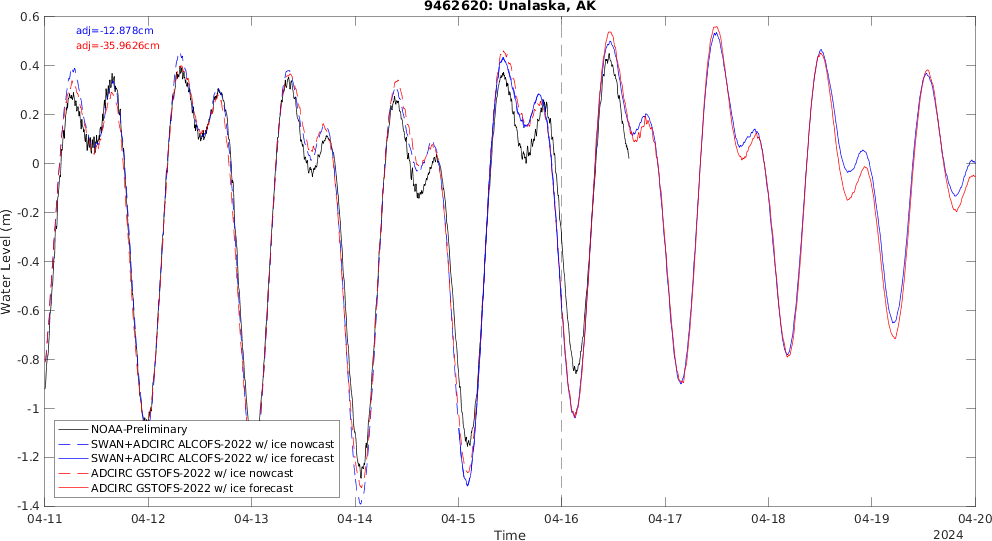 9462620: Unalaska, AK
adj=-12.878cm
adj=-35.9626cm
0.6
0.4
0.2
0
-0.2
-0.4
-0.6
-0.8
-1
-1.2
-1.4
Water Level (m)
NOAA-Preliminary
SWAN+ADCIRC ALCOFS-2022 w/ ice nowcast
SWAN+ADCIRC ALCOFS-2022 w/ ice forecast
ADCIRC GSTOFS-2022 w/ ice nowcast
ADCIRC GSTOFS-2022 w/ ice forecast
04-11 04-12 04-13 04-14 04-15 04-16 04-17 04-18 04-19 04-20
Time
2024